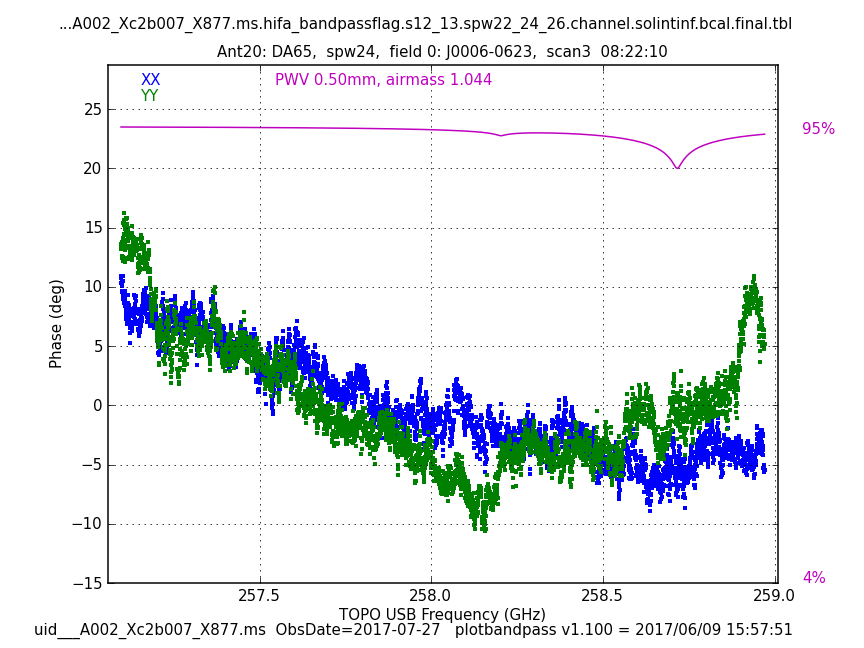 ...A002_Xc2b007_X877.ms.hifa_bandpassflag.s12_13.spw22_24_26.channel.solintinf.bcal.final.tbl
Ant20: DA65, spw24, field 0: J0006-0623, scan3 08:22:10
XX
PWV 0.50mm, airmass 1.044
YY
25
95%
20
15
10
5
0
−5
−10
−15
4%
Phase (deg)
257.5 258.0 258.5 259.0
TOPO USB Frequency (GHz)
uid___A002_Xc2b007_X877.ms ObsDate=2017-07-27 plotbandpass v1.100 = 2017/06/09 15:57:51